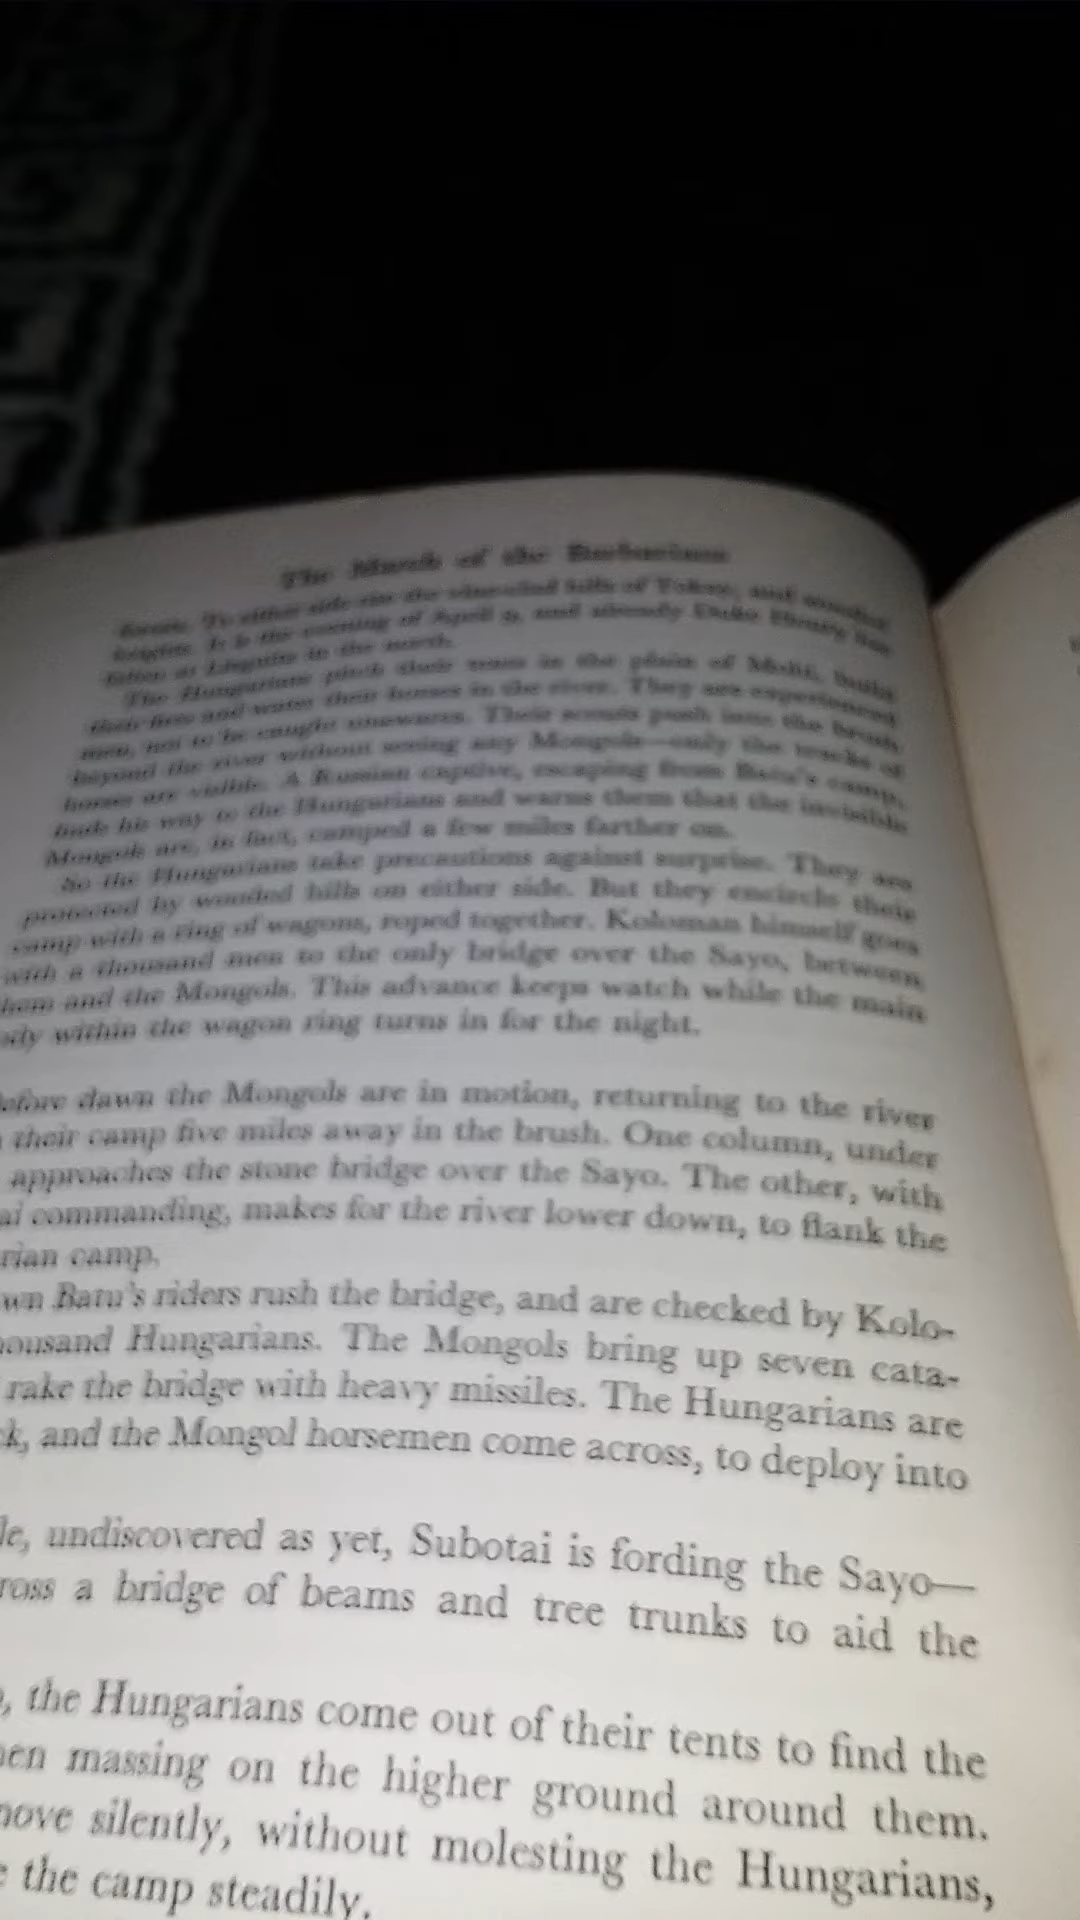 The March of the Barbarians
forests. To either side rise the vine-clad hills of Tokay, and
knights. It is the evening of April 9, and already Duke Henry has
fallen at Liegnitz in the north.
The Hungarians pitch their tents in the plain of Mohi, build
their fires and water their horses in the river. They are experienced
men, not to be caught unawares. Their scouts push into the brush
beyond the river without seeing any Mongols—only the tracks of
horses are visible. A Russian captive, escaping from Batu's camp,
finds his way to the Hungarians and warns them that the invisible
Mongols are, in fact, camped a few miles farther on.
So the Hungarians take precautions against surprise. They are
protected by wooded hills on either side. But they encircle their
camp with a ring of wagons, roped together. Koloman himself goes
with a thousand men to the only bridge over the Sayo, between
hem and the Mongols. This advance keeps watch while the main
ody within the wagon ring turns in for the night.
efore dawn the Mongols are in motion, returning to the river
their camp five miles away in the brush. One column, under
approaches the stone bridge over the Sayo. The other, with
ai commanding, makes for the river lower down, to flank the
rian camp.
wn Batu's riders rush the bridge, and are checked by Kolo-
ousand Hungarians. The Mongols bring up seven cata-
rake the bridge with heavy missiles. The Hungarians are
k, and the Mongol horsemen come across, to deploy into
le, undiscovered as yet, Subotai is fording the Sayo—
ross a bridge of beams and tree trunks to aid the
, the Hungarians come out of their tents to find the
en massing on the higher ground around them.
ove silently, without molesting the Hungarians,
e the camp steadily.